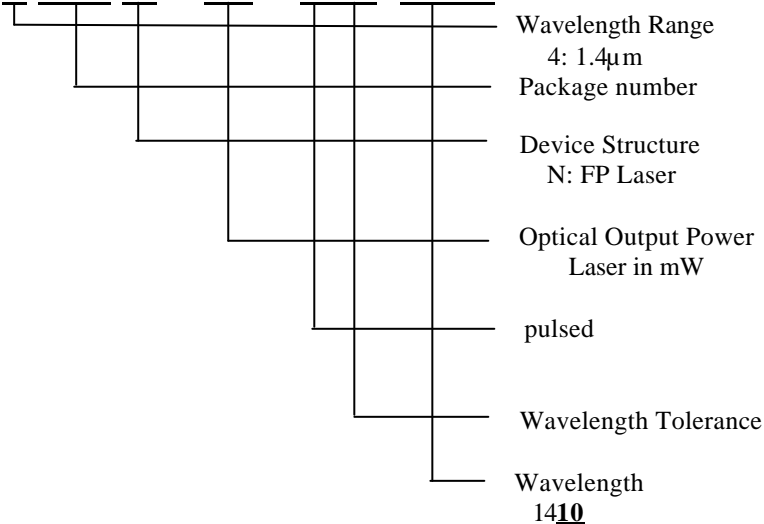 Wavelength Range
4: 1.4µm
Package number
Device Structure
N: FP Laser
Optical Output Power
Laser in mW
pulsed
Wavelength Tolerance
Wavelength
1410